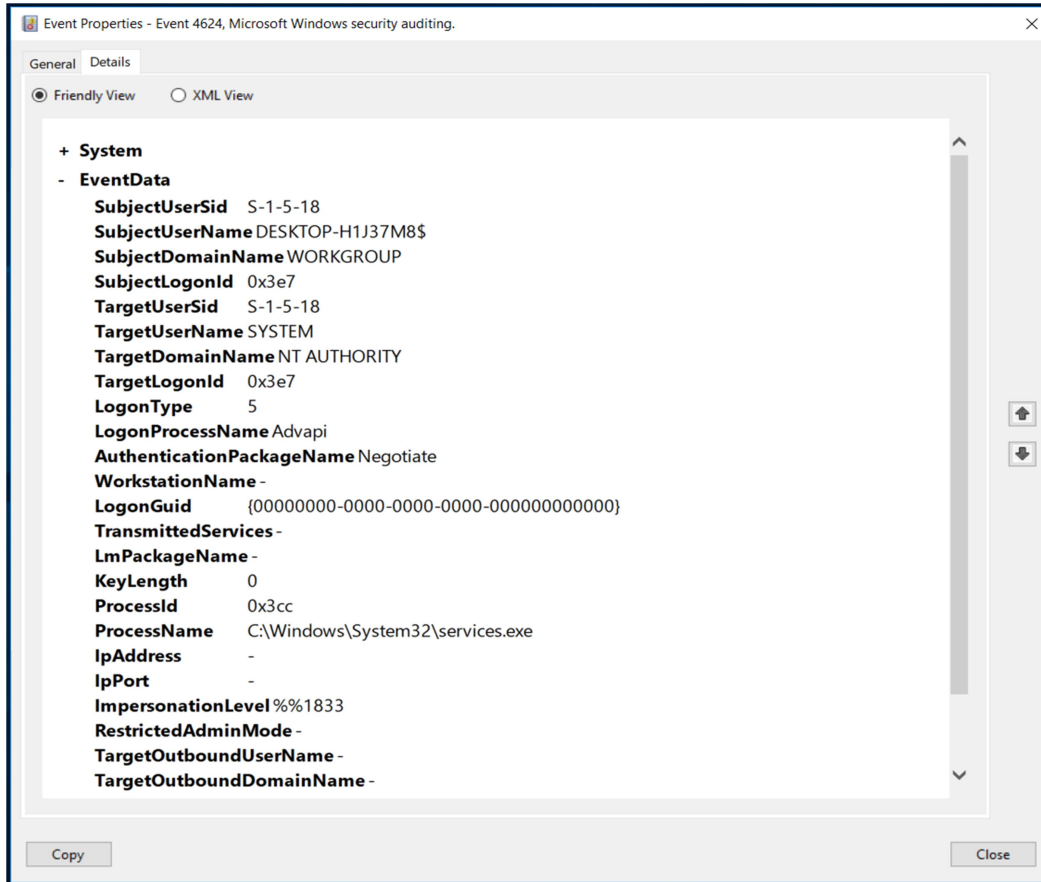 Event Properties - Event 4624, Microsoft Windows security auditing.
General Details
Friendly View XML View
+ System
- EventData
SubjectUserSid S-1-5-18
SubjectUserName DESKTOP-H1J37M8$
SubjectDomainName WORKGROUP
SubjectLogonId 0x3e7
TargetUserSid S-1-5-18
TargetUserName SYSTEM
TargetDomainName NT AUTHORITY
TargetLogonId 0x3e7
LogonType 5
LogonProcessName Advapi
AuthenticationPackageName Negotiate
WorkstationName -
LogonGuid {00000000-0000-0000-0000-000000000000}
TransmittedServices -
LmPackageName -
KeyLength 0
ProcessId 0x3cc
ProcessName C:\Windows\System32\services.exe
IpAddress -
IpPort -
ImpersonationLevel %%1833
RestrictedAdminMode -
TargetOutboundUserName -
TargetOutboundDomainName -
Copy Close